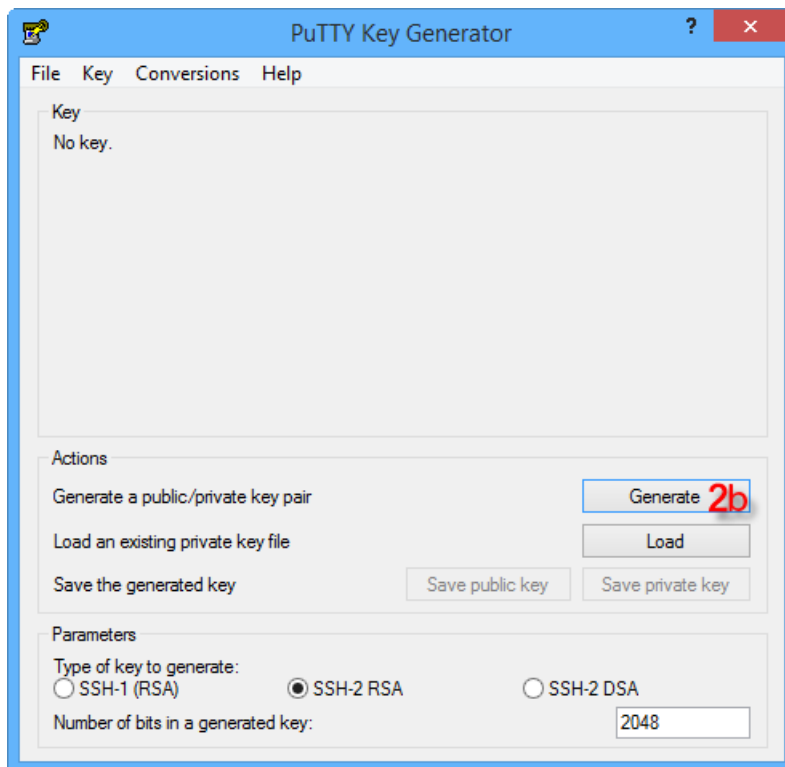 PuTTY Key Generator ? ×
File Key Conversions Help
Key
No key.
Actions
Generate a public/private key pair Generate 2b
Load an existing private key file Load
Save the generated key Save public key Save private key
Parameters
Type of key to generate:
SSH-1 (RSA) SSH-2 RSA SSH-2 DSA
Number of bits in a generated key: 2048